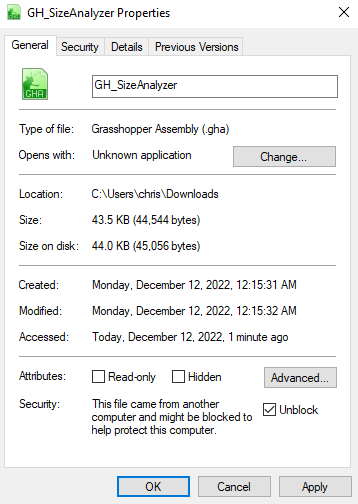 GH_SizeAnalyzer Properties
General Security Details Previous Versions
GHA
GH_SizeAnalyzer
Type of file: Grasshopper Assembly (.gha)
Opens with: Unknown application Change...
Location: C:\Users\chris\Downloads
Size: 43.5 KB (44,544 bytes)
Size on disk: 44.0 KB (45,056 bytes)
Created: Monday, December 12, 2022, 12:15:31 AM
Modified: Monday, December 12, 2022, 12:15:32 AM
Accessed: Today, December 12, 2022, 1 minute ago
Attributes: Read-only Hidden Advanced...
Security: This file came from another
computer and might be blocked to Unblock
help protect this computer.
OK Cancel Apply